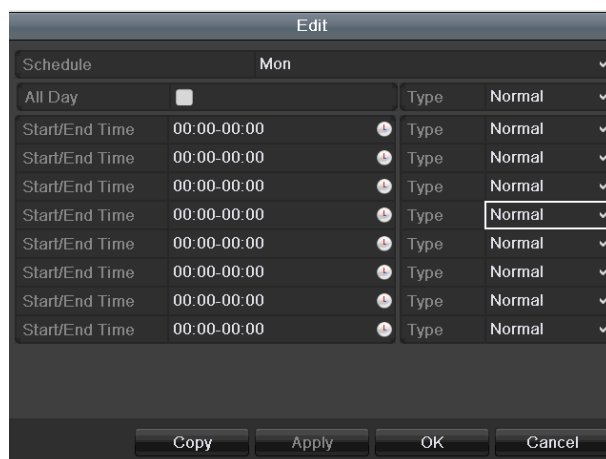 Edit
Schedule Mon
All Day Type Normal
Start/End Time 00:00-00:00 Type Normal
Start/End Time 00:00-00:00 Type Normal
Start/End Time 00:00-00:00 Type Normal
Start/End Time 00:00-00:00 Type Normal
Start/End Time 00:00-00:00 Type Normal
Start/End Time 00:00-00:00 Type Normal
Start/End Time 00:00-00:00 Type Normal
Start/End Time 00:00-00:00 Type Normal
Copy Apply OK Cancel